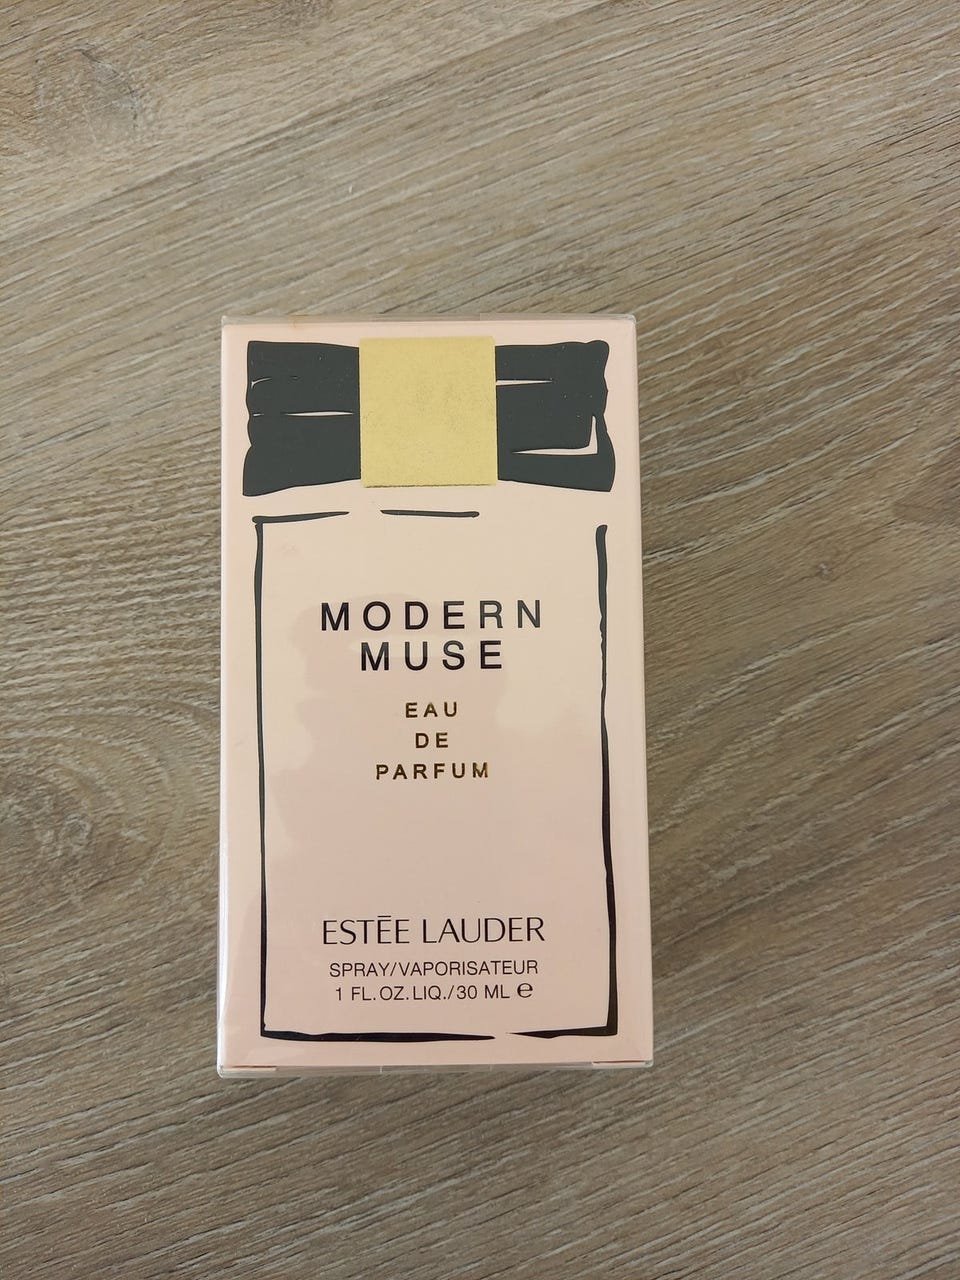 MODERN
MUSE
EAU
DE
PARFUM
ESTĒE LAUDER
SPRAY/VAPORISATEUR
1 FL.OZ.LIQ./30 ML ℮